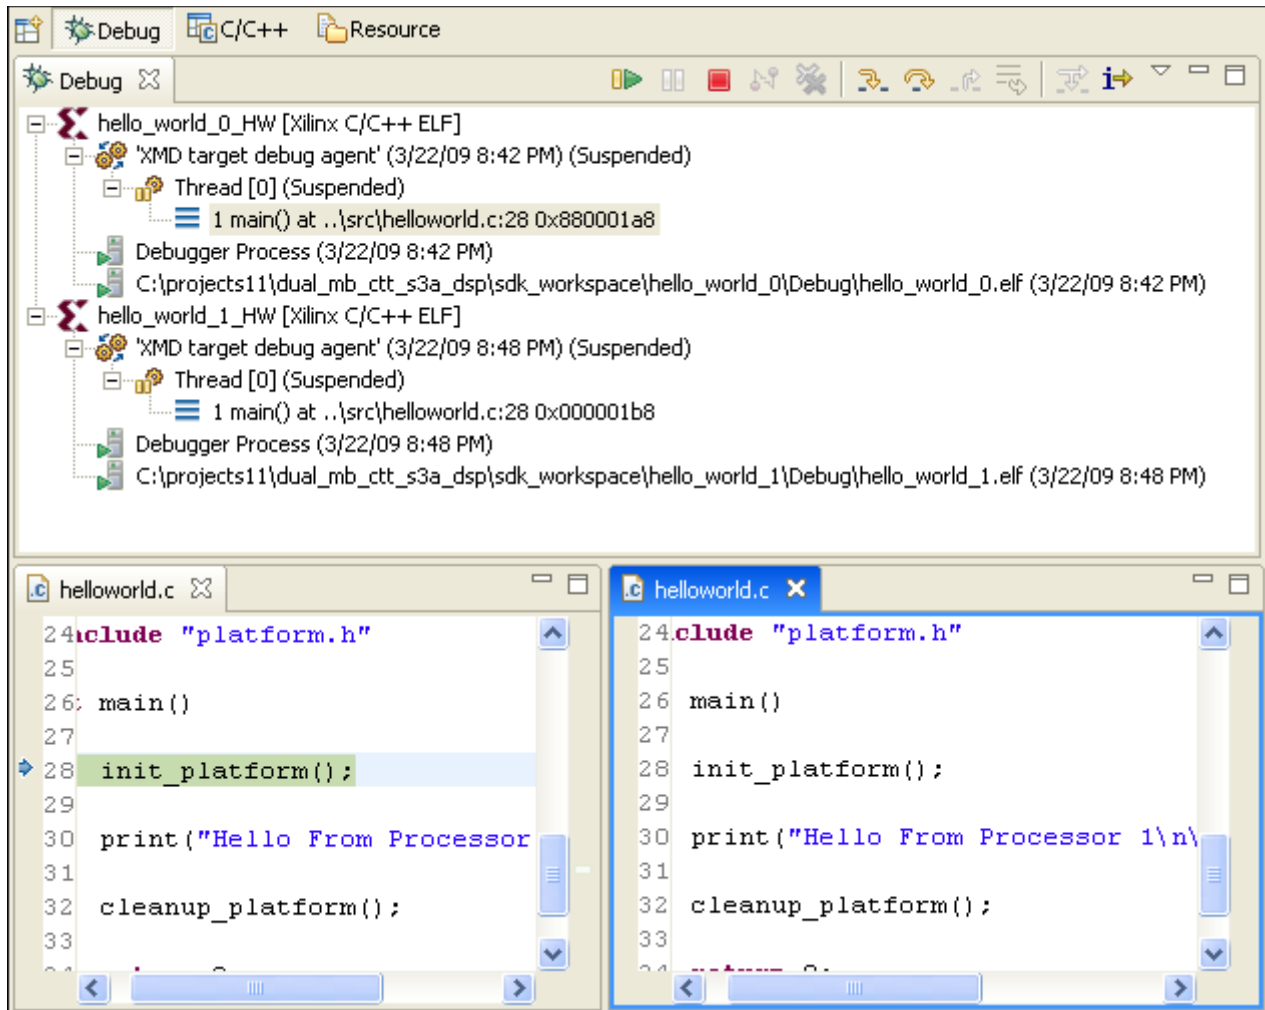 Debug C/C++ Resource
Debug
hello_world_0_HW [Xilinx C/C++ ELF]
'XMD target debug agent' (3/22/09 8:42 PM) (Suspended)
Thread [0] (Suspended)
1 main() at ..\src\helloworld.c:28 0x880001a8
Debugger Process (3/22/09 8:42 PM)
C:\projects11\dual_mb_ctt_s3a_dsp\sdk_workspace\hello_world_0\Debug\hello_world_0.elf (3/22/09 8:42 PM)
hello_world_1_HW [Xilinx C/C++ ELF]
'XMD target debug agent' (3/22/09 8:48 PM) (Suspended)
Thread [0] (Suspended)
1 main() at ..\src\helloworld.c:28 0x000001b8
Debugger Process (3/22/09 8:48 PM)
C:\projects11\dual_mb_ctt_s3a_dsp\sdk_workspace\hello_world_1\Debug\hello_world_1.elf (3/22/09 8:48 PM)
helloworld.c
24 clude "platform.h"
25
26 main()
27
28 init_platform();
29
30 print("Hello From Processor
31
32 cleanup_platform();
33
helloworld.c
24 clude "platform.h"
25
26 main()
27
28 init_platform();
29
30 print("Hello From Processor 1\n\
31
32 cleanup_platform();
33